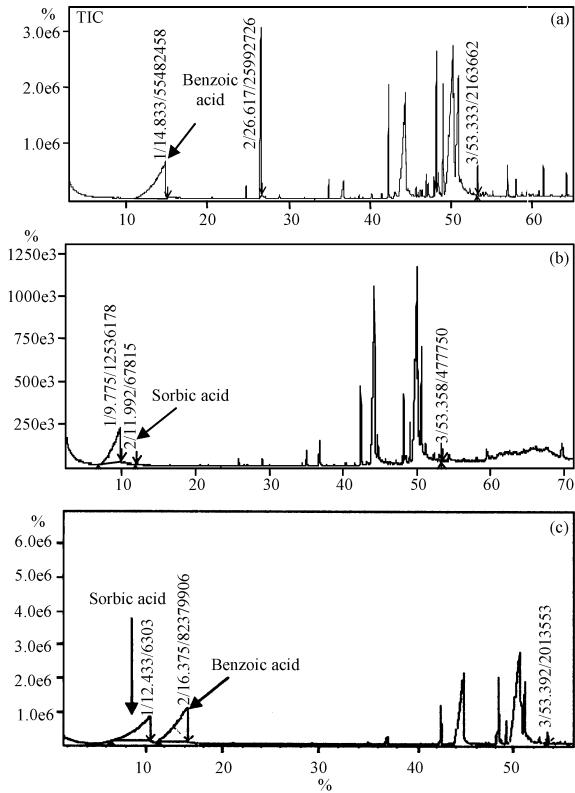 %
TIC
(a)
3.0e6
2.0e6
1.0e6
1/14.833/55482458
Benzoic
acid
2/26.617/25992726
3/53.333/2163662
10 20 30 40 50 60
%
(b)
1250e3
1000e3
750e3
500e3
250e3
1/9.775/12536178
2/11.992/67815
Sorbic acid
3/53.358/477750
10 20 30 40 50 60 70
%
(c)
6.0e6
5.0e6
4.0e6
3.0e6
2.0e6
1.0e6
Sorbic acid
1/12.433/6303
2/16.375/82379906
Benzoic acid
3/53.392/2013553
10 20 30 40 50
%